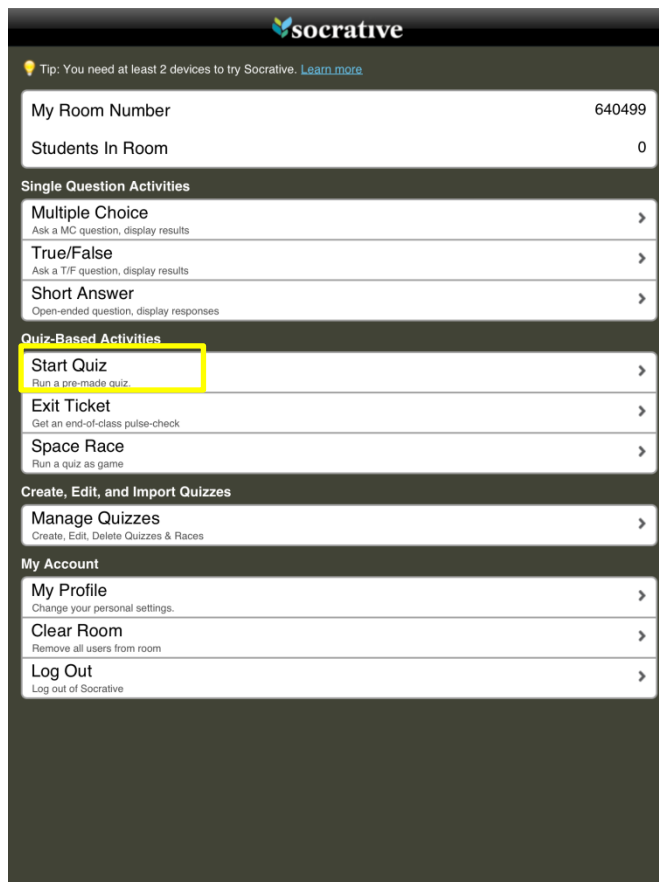 socrative
Tip: You need at least 2 devices to try Socrative. Learn more
My Room Number 640499
Students In Room 0
Single Question Activities
Multiple Choice
Ask a MC question, display results
True/False
Ask a T/F question, display results
Short Answer
Open-ended question, display responses
Quiz-Based Activities
Start Quiz
Run a pre-made quiz.
Exit Ticket
Get an end-of-class pulse-check
Space Race
Run a quiz as game
Create, Edit, and Import Quizzes
Manage Quizzes
Create, Edit, Delete Quizzes & Races
My Account
My Profile
Change your personal settings.
Clear Room
Remove all users from room
Log Out
Log out of Socrative